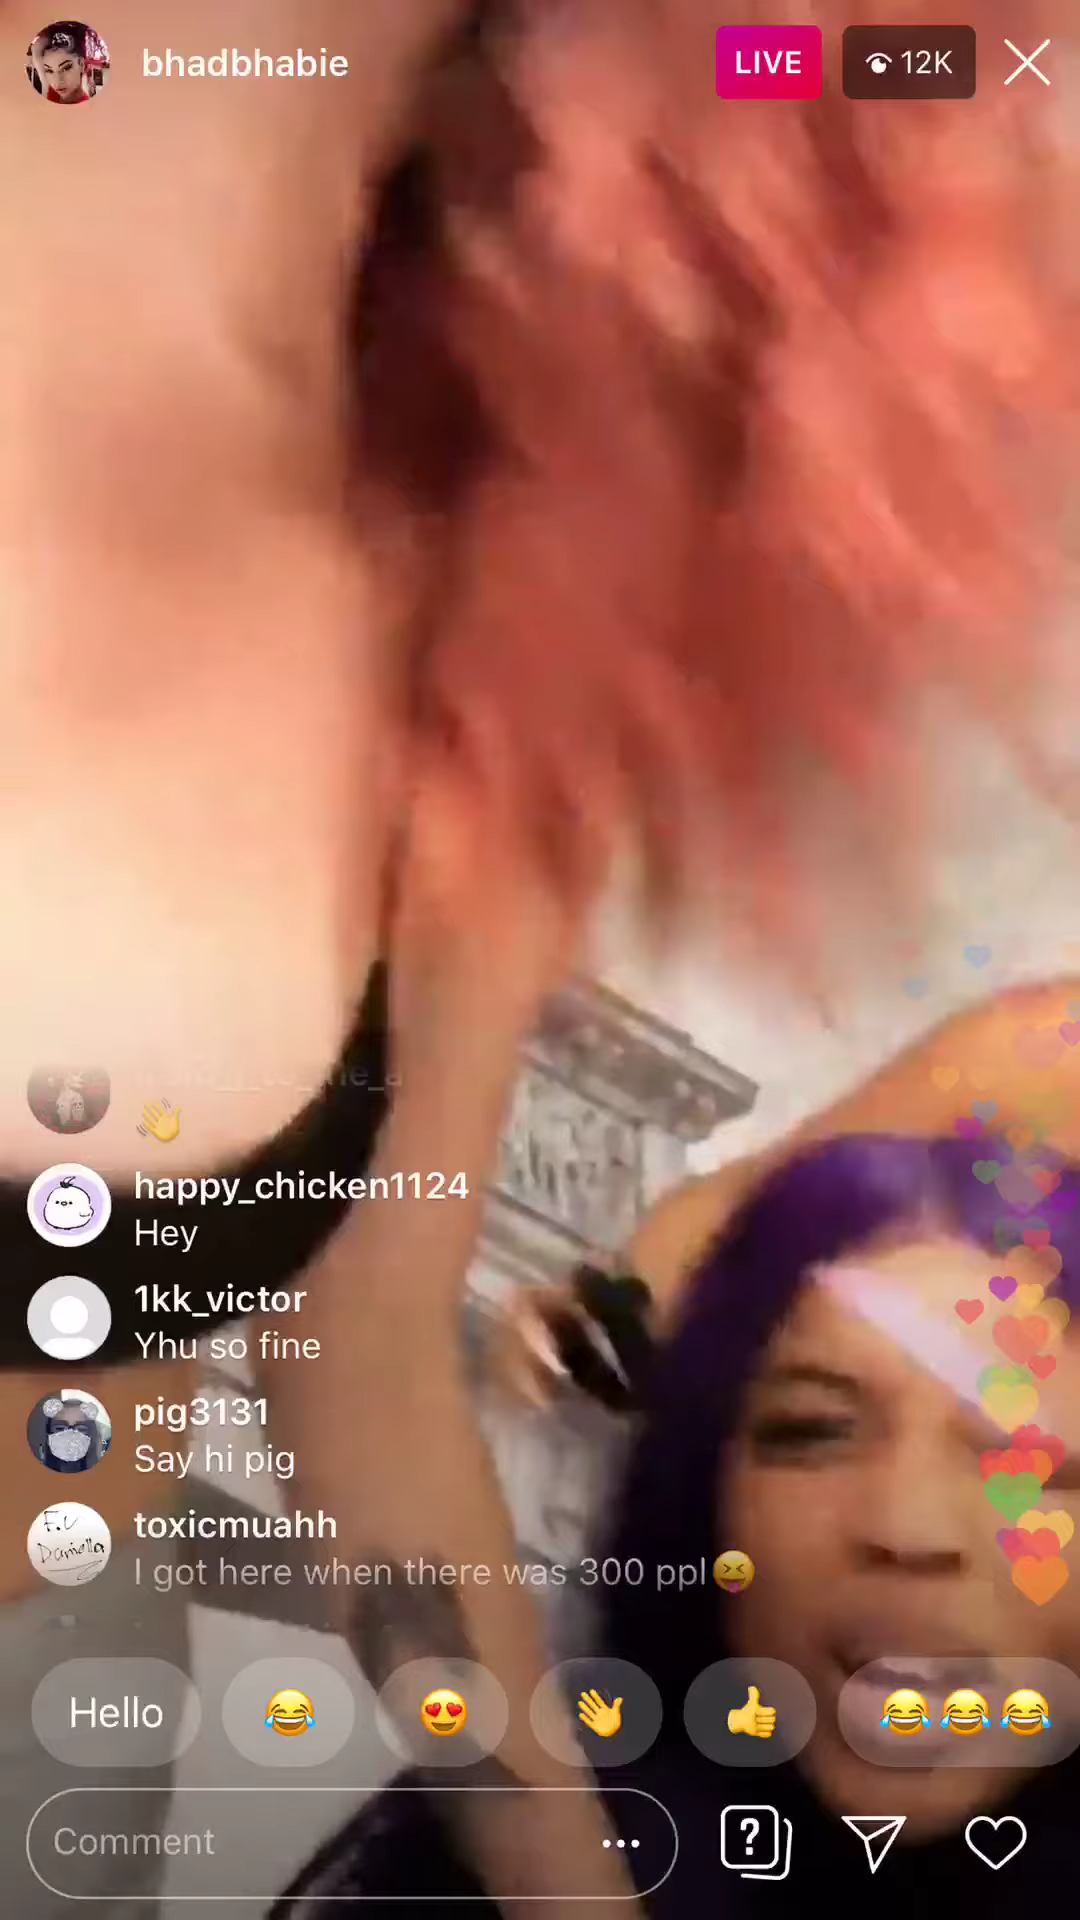 bhadbhabie
LIVE
12K
👋
happy_chicken1124
Hey
1kk_victor
Yhu so fine
pig3131
Say hi pig
F.U
Daniella
toxicmuahh
I got here when there was 300 ppl😝
Hello
😂
😍
👋
👍
😂😂😂
Comment